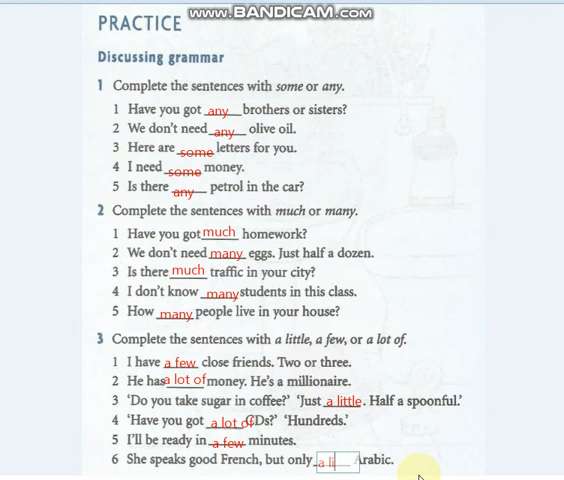 www.BANDICAM.com
PRACTICE
Discussing grammar
1 Complete the sentences with some or any.
1 Have you got any brothers or sisters?
2 We don't need any olive oil.
3 Here are some letters for you.
4 I need some money.
5 Is there any petrol in the car?
2 Complete the sentences with much or many.
1 Have you got much homework?
2 We don't need many eggs. Just half a dozen.
3 Is there much traffic in your city?
4 I don't know many students in this class.
5 How many people live in your house?
3 Complete the sentences with a little, a few, or a lot of.
1 I have a few close friends. Two or three.
2 He has a lot of money. He's a millionaire.
3 'Do you take sugar in coffee?' 'Just a little. Half a spoonful.'
4 'Have you got a lot of CDs?' 'Hundreds.'
5 I'll be ready in a few minutes.
6 She speaks good French, but only a li Arabic.